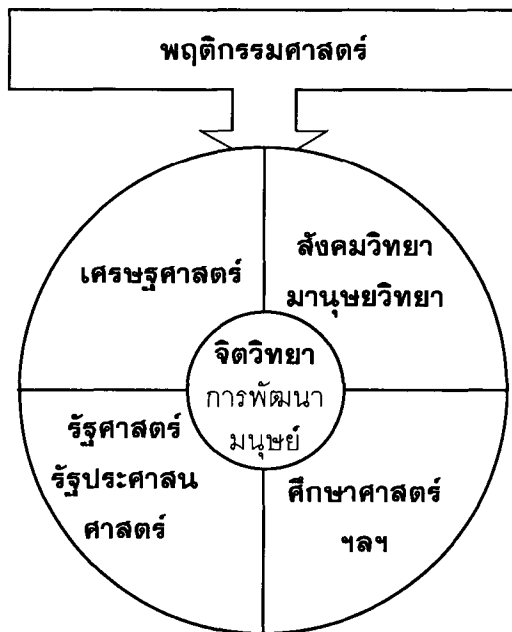 พฤติกรรมศาสตร์
เศรษฐศาสตร์
สังคมวิทยา
มานุษยวิทยา
จิตวิทยา
การพัฒนา
มนุษย์
รัฐศาสตร์
รัฐประศาสน
ศาสตร์
ศึกษาศาสตร์
ฯลฯ